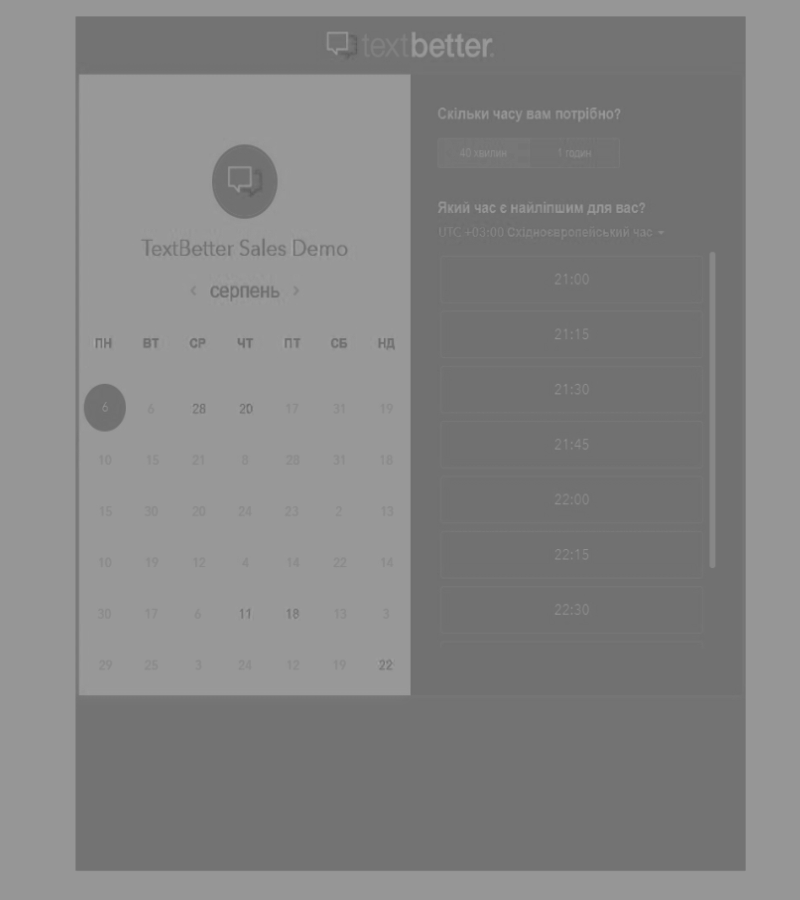 textbetter.
TextBetter Sales Demo
серпень
ПН ВТ СР ЧТ ПТ СБ НД
6 6 28 20 17 31 19
10 15 21 8 28 31 18
15 30 20 24 23 2 13
10 19 12 4 14 22 14
30 17 6 11 18 13 3
29 25 3 24 12 19 22
Скільки часу вам потрібно?
40 хвилин 1 годин
Який час є найліпшим для вас?
UTC +03:00 Східноєвропейський час
21:00
21:15
21:30
21:45
22:00
22:15
22:30